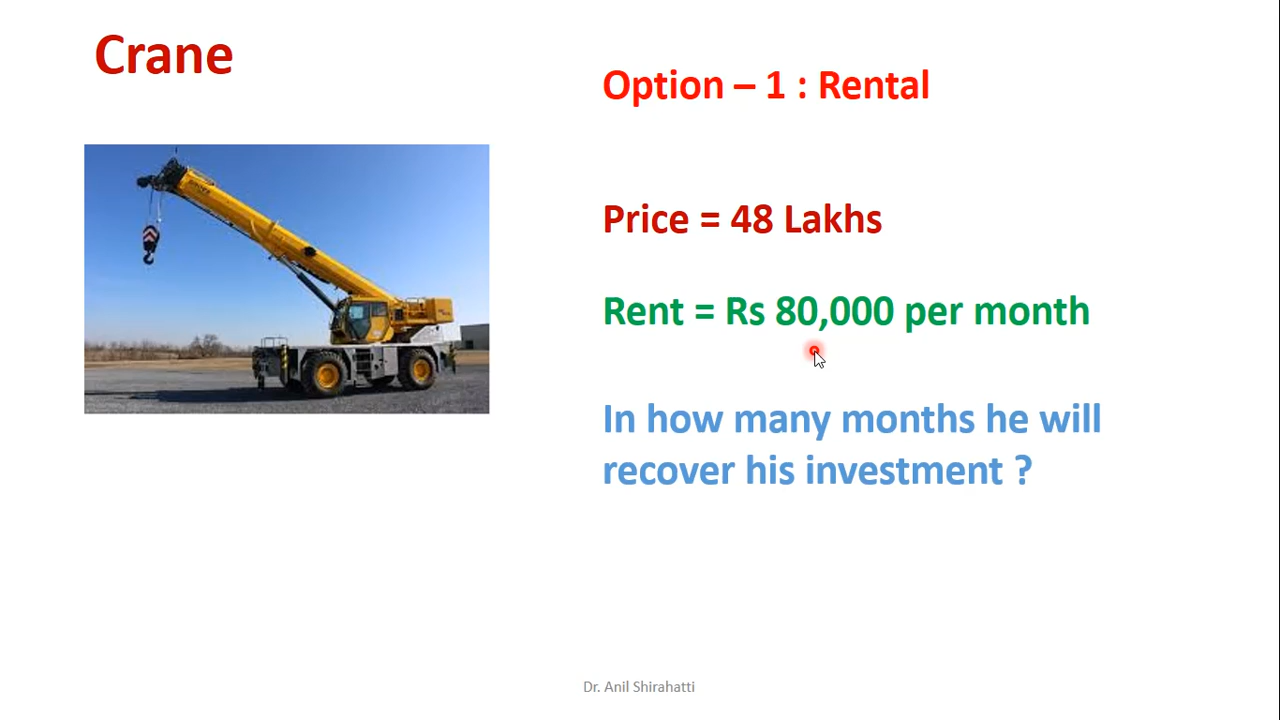 Crane
Option – 1 : Rental
Price = 48 Lakhs
Rent = Rs 80,000 per month
In how many months he will
recover his investment ?
Dr. Anil Shirahatti